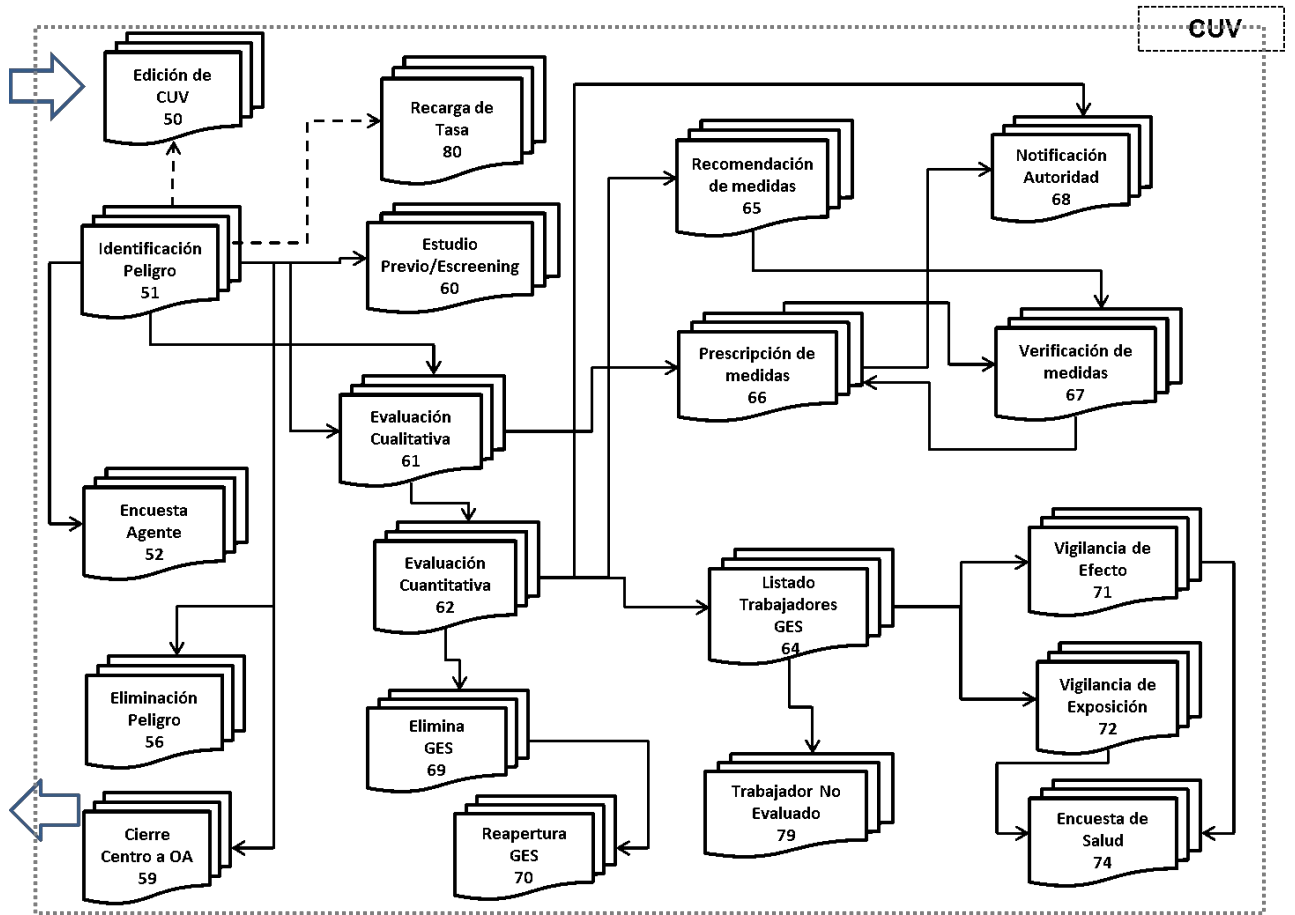 CUV
Edición de
CUV
50
Recarga de
Tasa
80
Recomendación
de medidas
65
Notificación
Autoridad
68
Identificación
Peligro
51
Estudio
Previo/Escreening
60
Prescripción de
medidas
66
Verificación de
medidas
67
Evaluación
Cualitativa
61
Encuesta
Agente
52
Evaluación
Cuantitativa
62
Listado
Trabajadores
GES
64
Vigilancia de
Efecto
71
Eliminación
Peligro
56
Elimina
GES
69
Vigilancia de
Exposición
72
Cierre
Centro a OA
59
Reapertura
GES
70
Trabajador No
Evaluado
79
Encuesta de
Salud
74